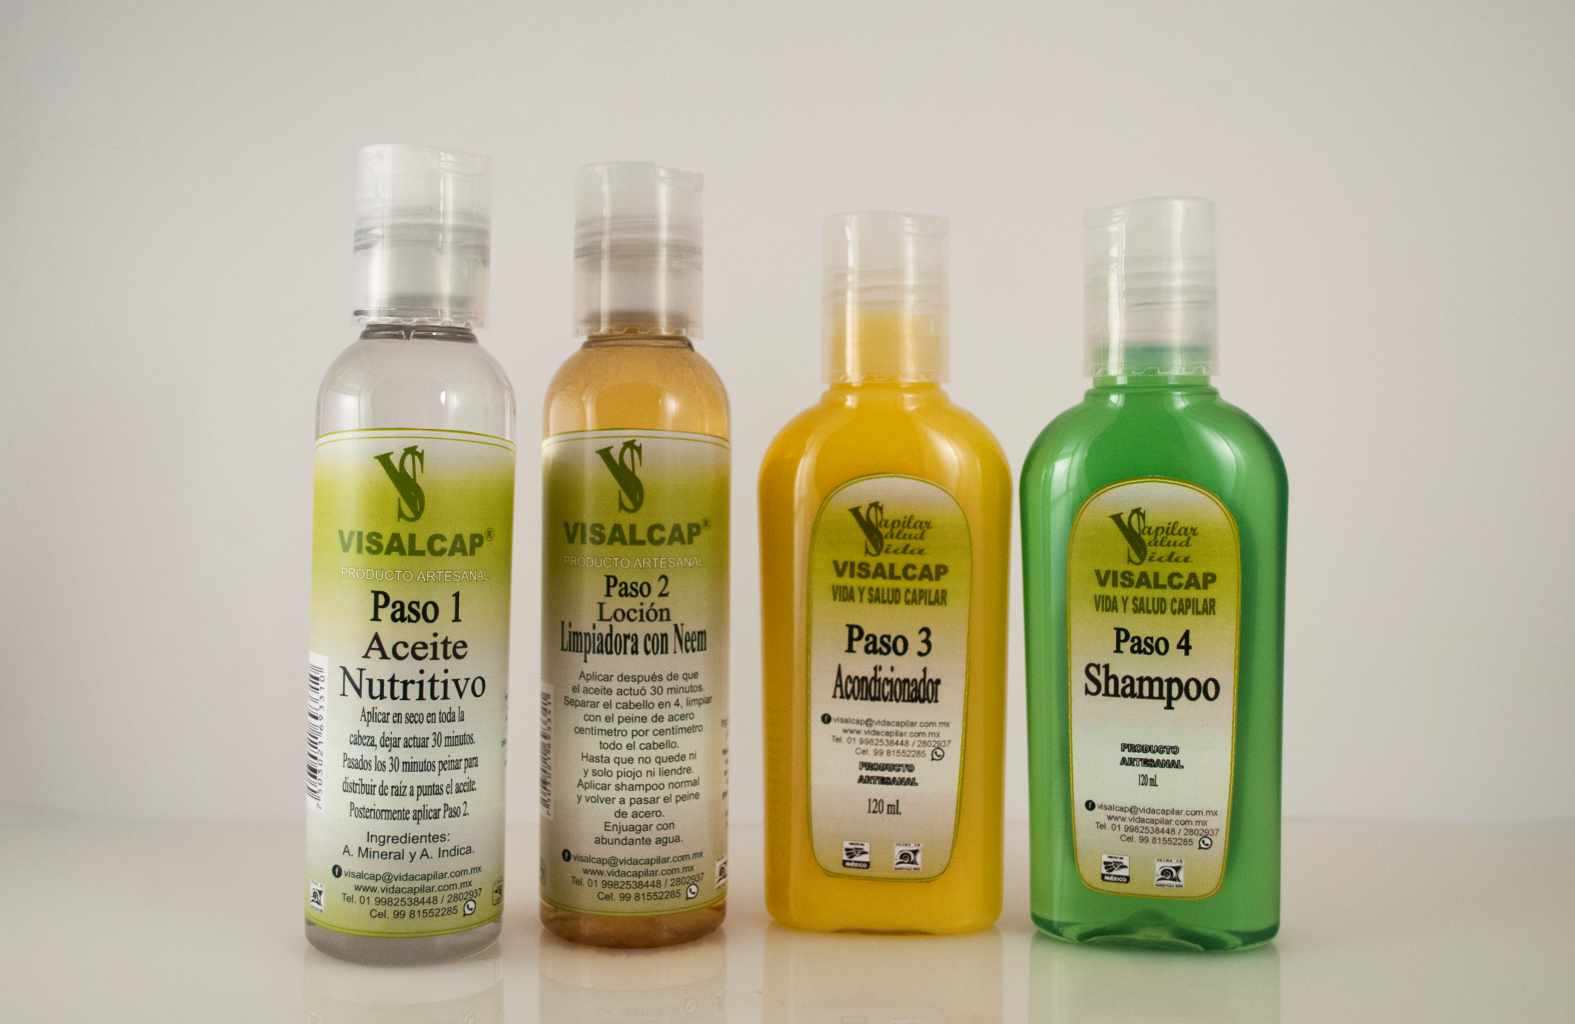 VS
VISALCAP®
PRODUCTO ARTESANAL
Paso 1
Aceite
Nutritivo
Aplicar en seco en toda la
cabeza, dejar actuar 30 minutos.
Pasados los 30 minutos peinar para
distribuir de raíz a puntas el aceite.
Posteriormente aplicar Paso 2.
Ingredientes:
A. Mineral y A. Indica.
visalcap@vidacapilar.com.mx
www.vidacapilar.com.mx
Tel. 01 9982538448 / 2802937
Cel. 99 81552285
VS
VISALCAP®
PRODUCTO ARTESANAL
Paso 2
Loción
Limpiadora con Neem
Aplicar después de que
el aceite actuó 30 minutos.
Separar el cabello en 4, limpiar
con el peine de acero
centimetro por centimetro
todo el cabello.
Hasta que no quede ni
y solo piojo ni liendre.
Aplicar shampoo normal
y volver a pasar el peine
de acero.
Enjuagar con
abundante agua.
visalcap@vidacapilar.com.mx
www.vidacapilar.com.mx
Tel. 01 9982538448 / 2802937
Cel. 99 81552285
Capilar
Salud
Vida
VISALCAP
VIDA Y SALUD CAPILAR
Paso 3
Acondicionador
visalcap@vidacapilar.com.mx
www.vidacapilar.com.mx
Tel. 01 9982538448 / 2802937
Cel. 99 81552285
PRODUCTO
ARTESANAL
120 ml.
HECHO EN
MÉXICO
Capilar
Salud
Vida
VISALCAP
VIDA Y SALUD CAPILAR
Paso 4
Shampoo
PRODUCTO
ARTESANAL
120 ml.
visalcap@vidacapilar.com.mx
www.vidacapilar.com.mx
Tel. 01 9982538448 / 2802937
Cel. 99 81552285
HECHO EN
MÉXICO